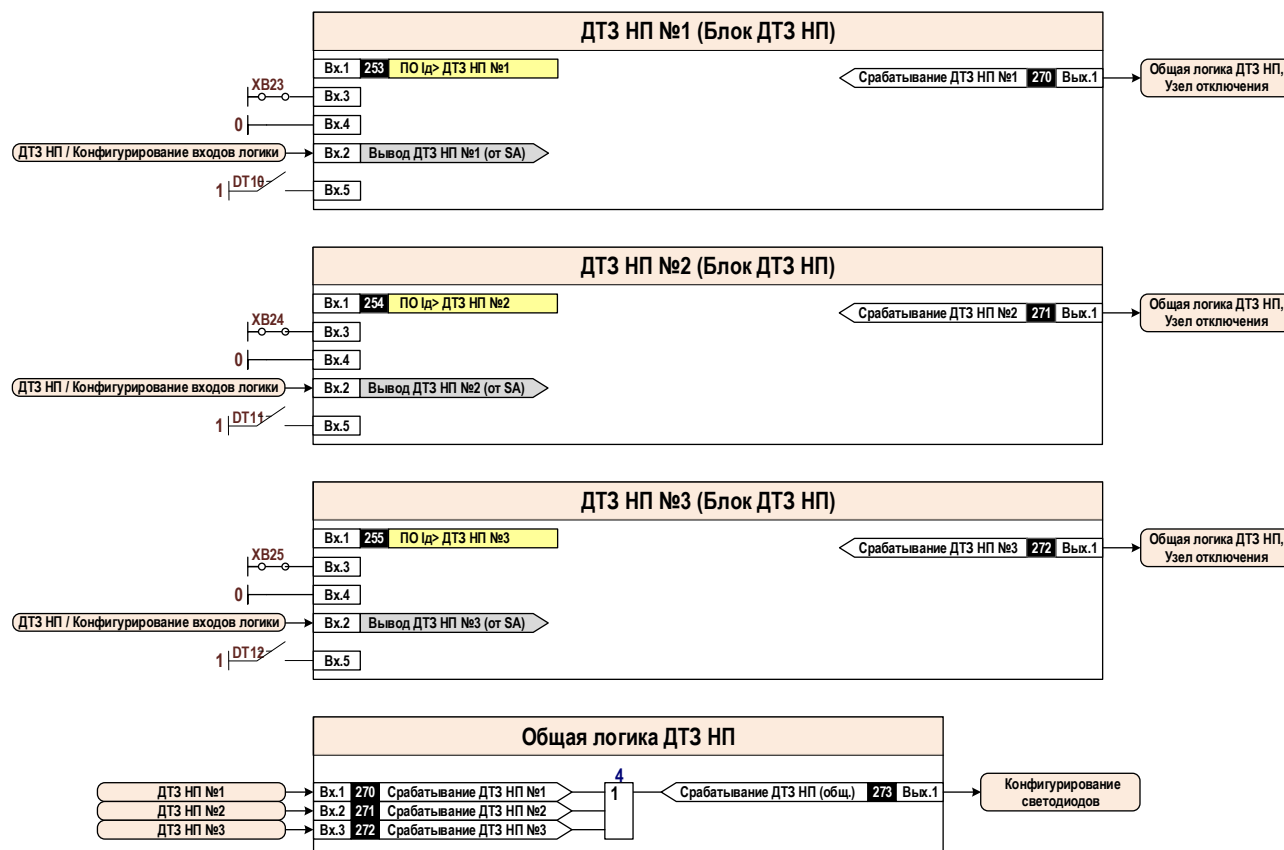 ДТЗ НП №1 (Блок ДТЗ НП)
Вх.1 253 ПО Iд> ДТЗ НП №1
Срабатывание ДТЗ НП №1 270 Вых.1
Общая логика ДТЗ НП,
Узел отключения
XB23
Вх.3
0
Вх.4
ДТЗ НП / Конфигурирование входов логики
Вх.2 Вывод ДТЗ НП №1 (от SA)
1 DT10
Вх.5
ДТЗ НП №2 (Блок ДТЗ НП)
Вх.1 254 ПО Iд> ДТЗ НП №2
Срабатывание ДТЗ НП №2 271 Вых.1
Общая логика ДТЗ НП,
Узел отключения
XB24
Вх.3
0
Вх.4
ДТЗ НП / Конфигурирование входов логики
Вх.2 Вывод ДТЗ НП №2 (от SA)
1 DT11
Вх.5
ДТЗ НП №3 (Блок ДТЗ НП)
Вх.1 255 ПО Iд> ДТЗ НП №3
Срабатывание ДТЗ НП №3 272 Вых.1
Общая логика ДТЗ НП,
Узел отключения
XB25
Вх.3
0
Вх.4
ДТЗ НП / Конфигурирование входов логики
Вх.2 Вывод ДТЗ НП №3 (от SA)
1 DT12
Вх.5
Общая логика ДТЗ НП
4
ДТЗ НП №1
Вх.1 270 Срабатывание ДТЗ НП №1
1
Срабатывание ДТЗ НП (общ.) 273 Вых.1
Конфигурирование
светодиодов
ДТЗ НП №2
Вх.2 271 Срабатывание ДТЗ НП №2
ДТЗ НП №3
Вх.3 272 Срабатывание ДТЗ НП №3